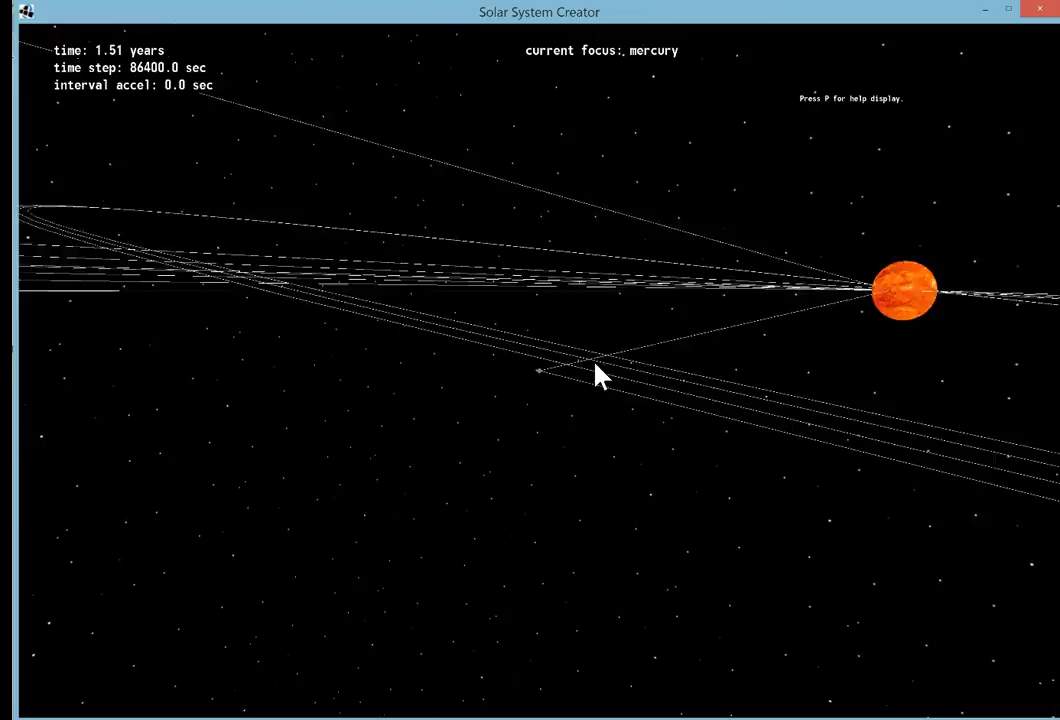 Solar System Creator
time: 1.51 years
time step: 86400.0 sec
interval accel: 0.0 sec
current focus: mercury
Press P for help display.